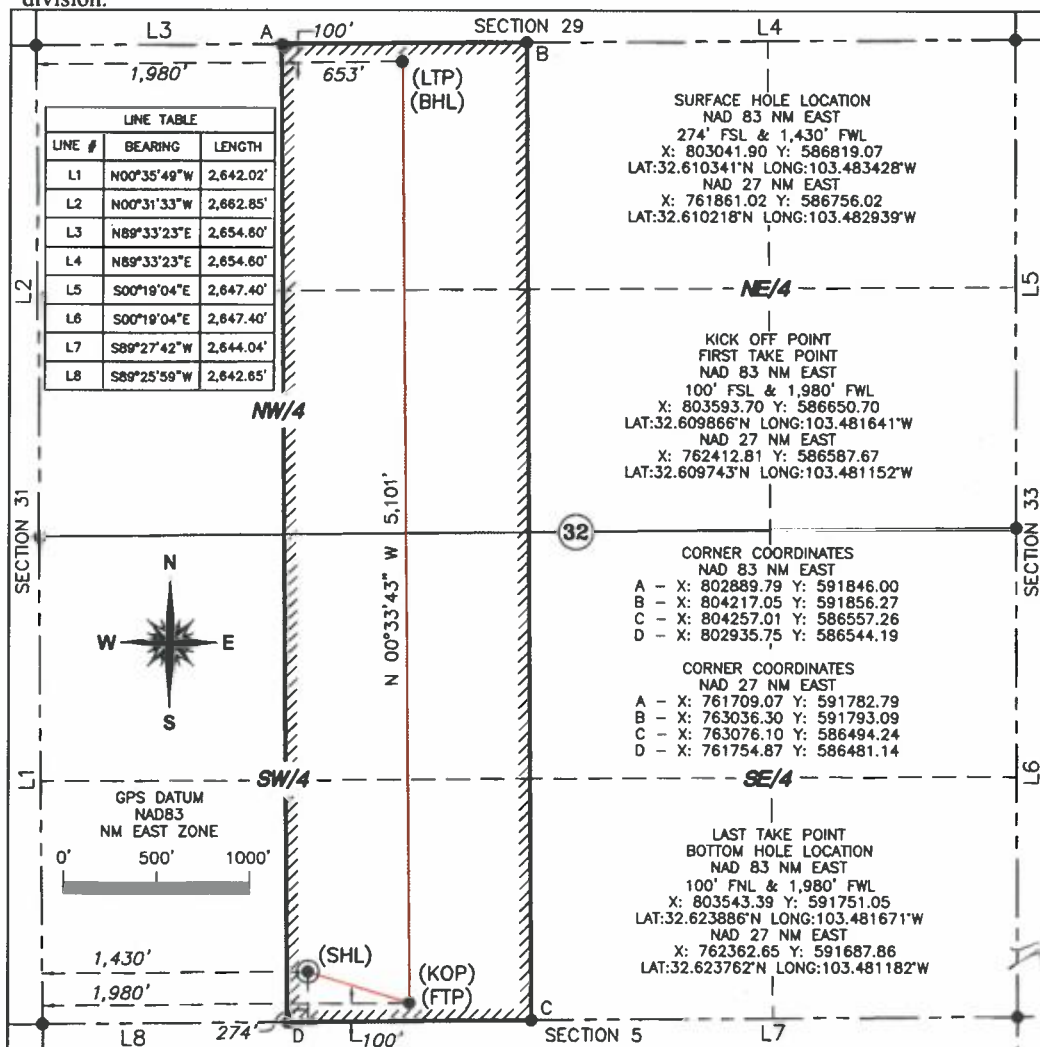 division.
L3
A
100'
SECTION 29
B
L4
1,980'
653'
(LTP)
(BHL)
LINE TABLE
LINE # BEARING LENGTH
L1 N00°35'49"W 2,642.02'
L2 N00°31'33"W 2,662.85'
L3 N89°33'23"E 2,654.60'
L4 N89°33'23"E 2,654.60'
L5 S00°19'04"E 2,647.40'
L6 S00°19'04"E 2,647.40'
L7 S89°27'42"W 2,644.04'
L8 S89°25'59"W 2,642.65'
SURFACE HOLE LOCATION
NAD 83 NM EAST
274' FSL & 1,430' FWL
X: 803041.90 Y: 586819.07
LAT:32.610341°N LONG:103.483428°W
NAD 27 NM EAST
X: 761861.02 Y: 586756.02
LAT:32.610218°N LONG:103.482939°W
L2
NE/4
L5
KICK OFF POINT
FIRST TAKE POINT
NAD 83 NM EAST
100' FSL & 1,980' FWL
X: 803593.70 Y: 586650.70
LAT:32.609866°N LONG:103.481641°W
NAD 27 NM EAST
X: 762412.81 Y: 586587.67
LAT:32.609743°N LONG:103.481152°W
NW/4
SECTION 31
N 00°33'43" W 5,101'
32
SECTION 33
CORNER COORDINATES
NAD 83 NM EAST
A - X: 802889.79 Y: 591846.00
B - X: 804217.05 Y: 591856.27
C - X: 804257.01 Y: 586557.26
D - X: 802935.75 Y: 586544.19
N
W E
S
CORNER COORDINATES
NAD 27 NM EAST
A - X: 761709.07 Y: 591782.79
B - X: 763036.30 Y: 591793.09
C - X: 763076.10 Y: 586494.24
D - X: 761754.87 Y: 586481.14
L1
SW/4
SE/4
L6
GPS DATUM
NAD83
NM EAST ZONE
0' 500' 1000'
LAST TAKE POINT
BOTTOM HOLE LOCATION
NAD 83 NM EAST
100' FNL & 1,980' FWL
X: 803543.39 Y: 591751.05
LAT:32.623886°N LONG:103.481671°W
NAD 27 NM EAST
X: 762362.65 Y: 591687.86
LAT:32.623762°N LONG:103.481182°W
1,430'
(SHL)
1,980'
(KOP)
(FTP)
L8
274'
D
100'
C
SECTION 5
L7